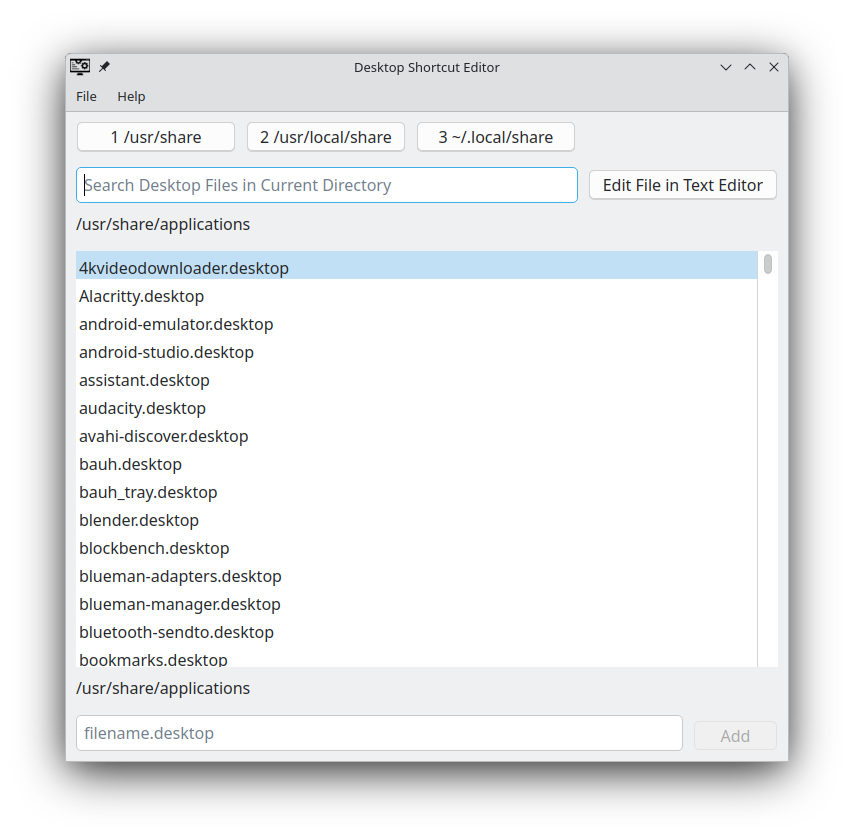 Desktop Shortcut Editor
File Help
1 /usr/share 2 /usr/local/share 3 ~/.local/share
Search Desktop Files in Current Directory Edit File in Text Editor
/usr/share/applications
4kvideodownloader.desktop
Alacritty.desktop
android-emulator.desktop
android-studio.desktop
assistant.desktop
audacity.desktop
avahi-discover.desktop
bauh.desktop
bauh_tray.desktop
blender.desktop
blockbench.desktop
blueman-adapters.desktop
blueman-manager.desktop
bluetooth-sendto.desktop
bookmarks.desktop
/usr/share/applications
filename.desktop Add